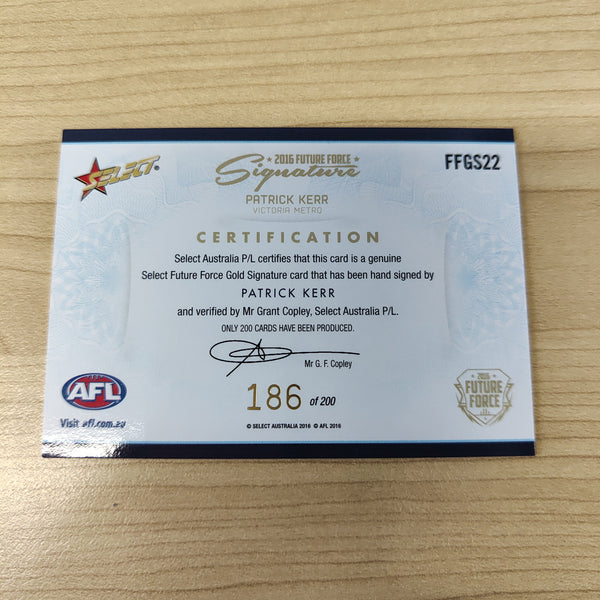 SELECT
★ 2016 FUTURE FORCE ★
Signature
FFGS22
PATRICK KERR
VICTORIA METRO
CERTIFICATION
Select Australia P/L certifies that this card is a genuine
Select Future Force Gold Signature card that has been hand signed by
PATRICK KERR
and verified by Mr Grant Copley, Select Australia P/L.
ONLY 200 CARDS HAVE BEEN PRODUCED.
Mr G. F. Copley
186 of 200
© SELECT AUSTRALIA 2016 © AFL 2016
AFL
Visit afl.com.au
2016
FUTURE
FORCE